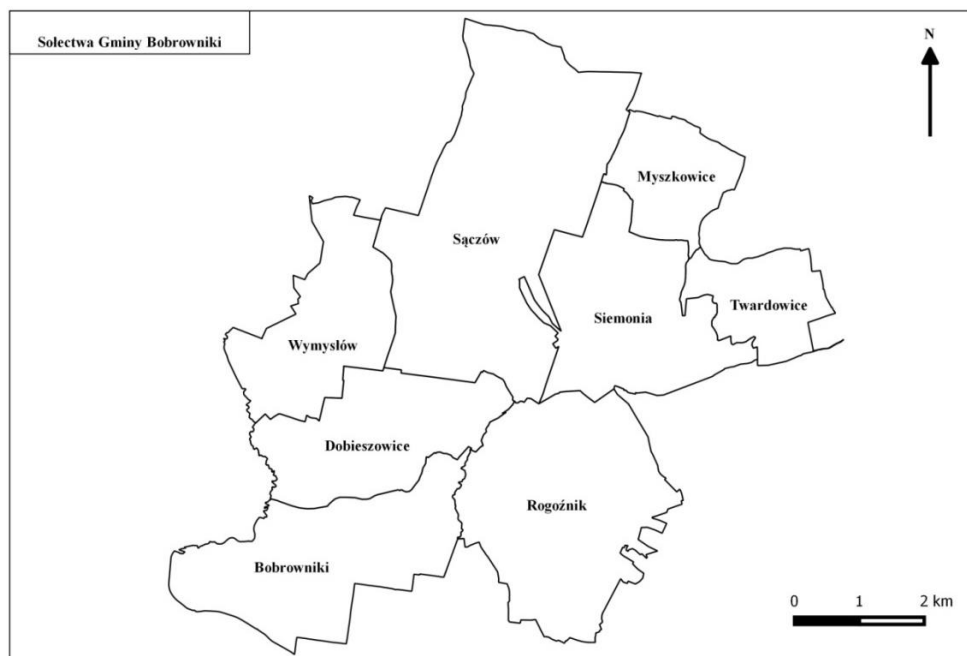 Sołectwa Gminy Bobrowniki
N
Myszkowice
Sączów
Twardowice
Siemonia
Wymysłów
Dobieszowice
Rogoźnik
Bobrowniki
0 1 2 km